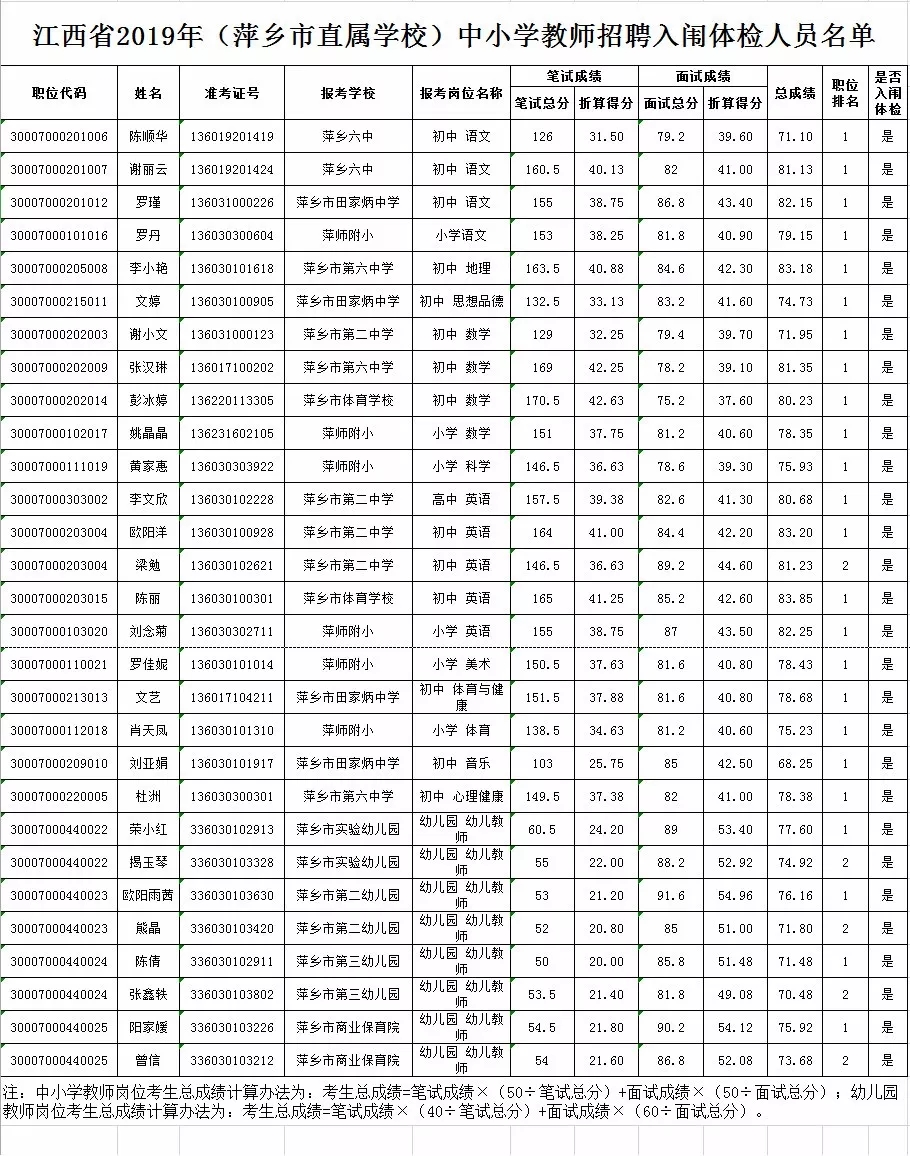 江西省2019年（萍乡市直属学校）中小学教师招聘入闱体检人员名单
职位代码 姓名 准考证号 报考学校 报考岗位名称 笔试成绩 面试成绩 总成绩 职位排名 是否入闱体检
笔试总分 折算得分 面试总分 折算得分
30007000201006 陈顺华 136019201419 萍乡六中 初中 语文 126 31.50 79.2 39.60 71.10 1 是
30007000201007 谢丽云 136019201424 萍乡六中 初中 语文 160.5 40.13 82 41.00 81.13 1 是
30007000201012 罗瑾 136031000226 萍乡市田家炳中学 初中 语文 155 38.75 86.8 43.40 82.15 1 是
30007000101016 罗丹 136030300604 萍师附小 小学语文 153 38.25 81.8 40.90 79.15 1 是
30007000205008 李小艳 136030101618 萍乡市第六中学 初中 地理 163.5 40.88 84.6 42.30 83.18 1 是
30007000215011 文婷 136030100905 萍乡市田家炳中学 初中 思想品德 132.5 33.13 83.2 41.60 74.73 1 是
30007000202003 谢小文 136031000123 萍乡市第二中学 初中 数学 129 32.25 79.4 39.70 71.95 1 是
30007000202009 张汉琳 136017100202 萍乡市第六中学 初中 数学 169 42.25 78.2 39.10 81.35 1 是
30007000202014 彭冰婷 136220113305 萍乡市体育学校 初中 数学 170.5 42.63 75.2 37.60 80.23 1 是
30007000102017 姚晶晶 136231602105 萍师附小 小学 数学 151 37.75 81.2 40.60 78.35 1 是
30007000111019 黄家惠 136030303922 萍师附小 小学 科学 146.5 36.63 78.6 39.30 75.93 1 是
30007000303002 李文欣 136030102228 萍乡市第二中学 高中 英语 157.5 39.38 82.6 41.30 80.68 1 是
30007000203004 欧阳洋 136030100928 萍乡市第二中学 初中 英语 164 41.00 84.4 42.20 83.20 1 是
30007000203004 梁勉 136030102621 萍乡市第二中学 初中 英语 146.5 36.63 89.2 44.60 81.23 2 是
30007000203015 陈丽 136030100301 萍乡市体育学校 初中 英语 165 41.25 85.2 42.60 83.85 1 是
30007000103020 刘念菊 136030302711 萍师附小 小学 英语 155 38.75 87 43.50 82.25 1 是
30007000110021 罗佳妮 136030101014 萍师附小 小学 美术 150.5 37.63 81.6 40.80 78.43 1 是
30007000213013 文艺 136017104211 萍乡市田家炳中学 初中 体育与健康 151.5 37.88 81.6 40.80 78.68 1 是
30007000112018 肖天凤 136030101310 萍师附小 小学 体育 138.5 34.63 81.2 40.60 75.23 1 是
30007000209010 刘亚娟 136030101917 萍乡市田家炳中学 初中 音乐 103 25.75 85 42.50 68.25 1 是
30007000220005 杜洲 136030300301 萍乡市第六中学 初中 心理健康 149.5 37.38 82 41.00 78.38 1 是
30007000440022 荣小红 336030102913 萍乡市实验幼儿园 幼儿园 幼儿教师 60.5 24.20 89 53.40 77.60 1 是
30007000440022 揭玉琴 336030103328 萍乡市实验幼儿园 幼儿园 幼儿教师 55 22.00 88.2 52.92 74.92 2 是
30007000440023 欧阳雨茜 336030103630 萍乡市第二幼儿园 幼儿园 幼儿教师 53 21.20 91.6 54.96 76.16 1 是
30007000440023 熊晶 336030103420 萍乡市第二幼儿园 幼儿园 幼儿教师 52 20.80 85 51.00 71.80 2 是
30007000440024 陈倩 336030102911 萍乡市第三幼儿园 幼儿园 幼儿教师 50 20.00 85.8 51.48 71.48 1 是
30007000440024 张鑫轶 336030103802 萍乡市第三幼儿园 幼儿园 幼儿教师 53.5 21.40 81.8 49.08 70.48 2 是
30007000440025 阳家媛 336030103226 萍乡市商业保育院 幼儿园 幼儿教师 54.5 21.80 90.2 54.12 75.92 1 是
30007000440025 曾信 336030103212 萍乡市商业保育院 幼儿园 幼儿教师 54 21.60 86.8 52.08 73.68 2 是
注：中小学教师岗位考生总成绩计算办法为：考生总成绩=笔试成绩×（50÷笔试总分）+面试成绩×（50÷面试总分）；幼儿园
教师岗位考生总成绩计算办法为：考生总成绩=笔试成绩×（40÷笔试总分）+面试成绩×（60÷面试总分）。